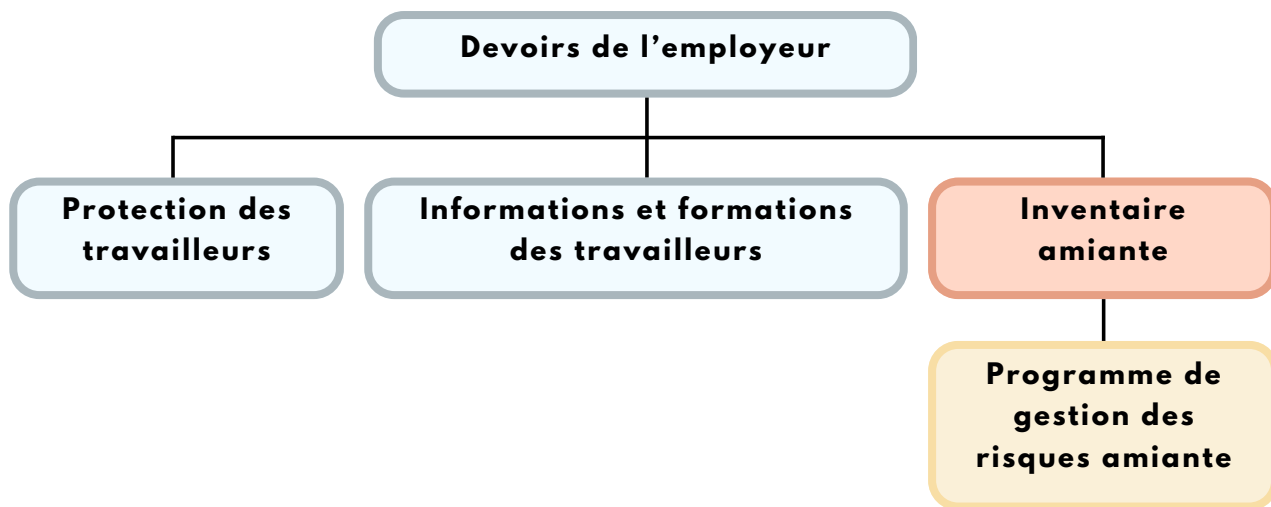 Devoirs de l’employeur
Protection des
travailleurs
Informations et formations
des travailleurs
Inventaire
amiante
Programme de
gestion des
risques amiante